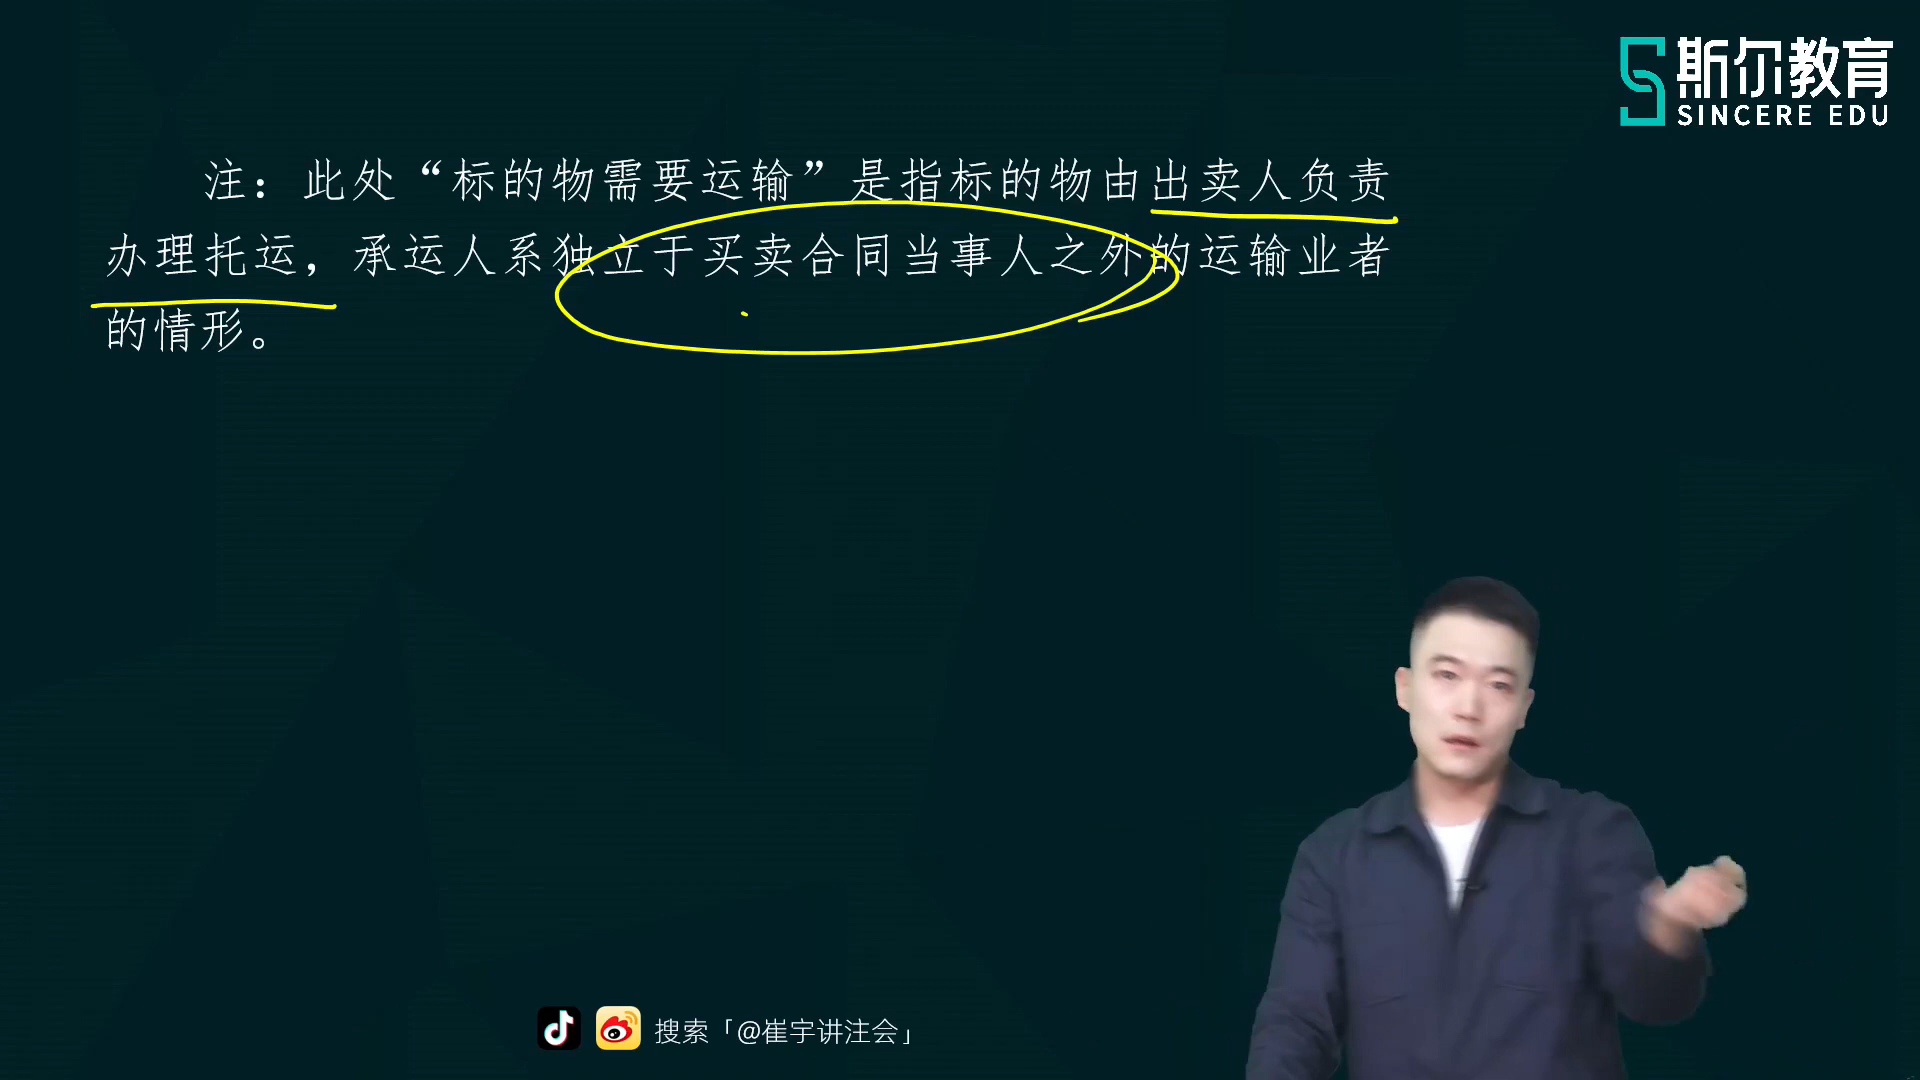 斯尔教育
SINCERE EDU
注：此处“标的物需要运输”是指标的物由出卖人负责
办理托运，承运人系独立于买卖合同当事人之外的运输业者
的情形。
搜索「@崔宇讲注会」